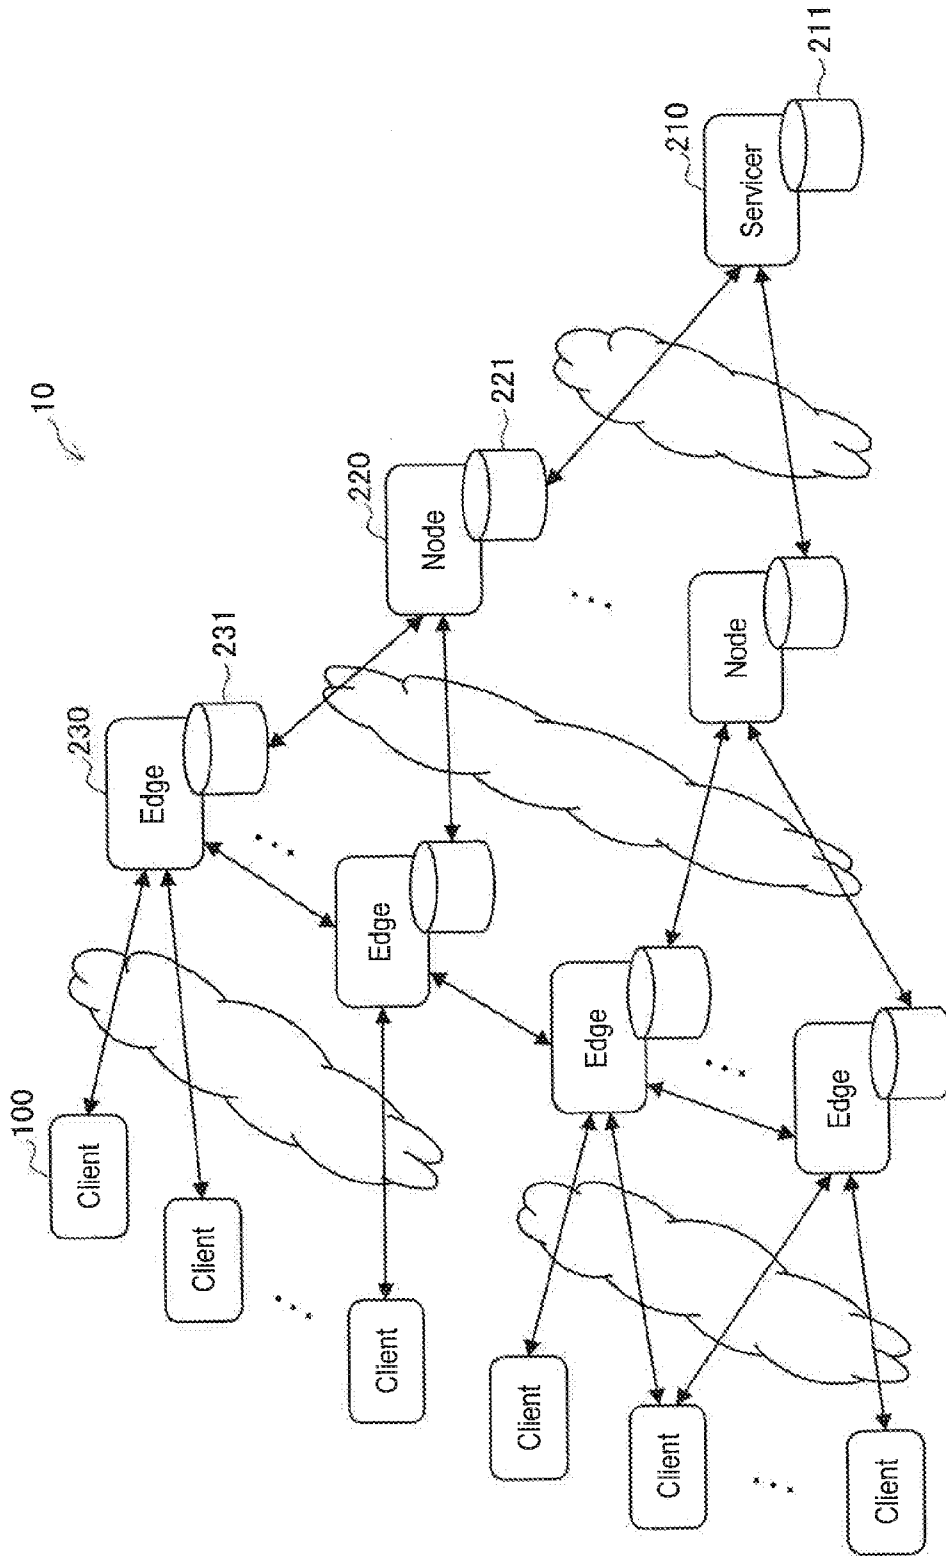 10
100
Client
Client
Client
Client
Client
Client
230
Edge
231
Edge
Edge
Edge
220
Node
221
Node
210
Servicer
211